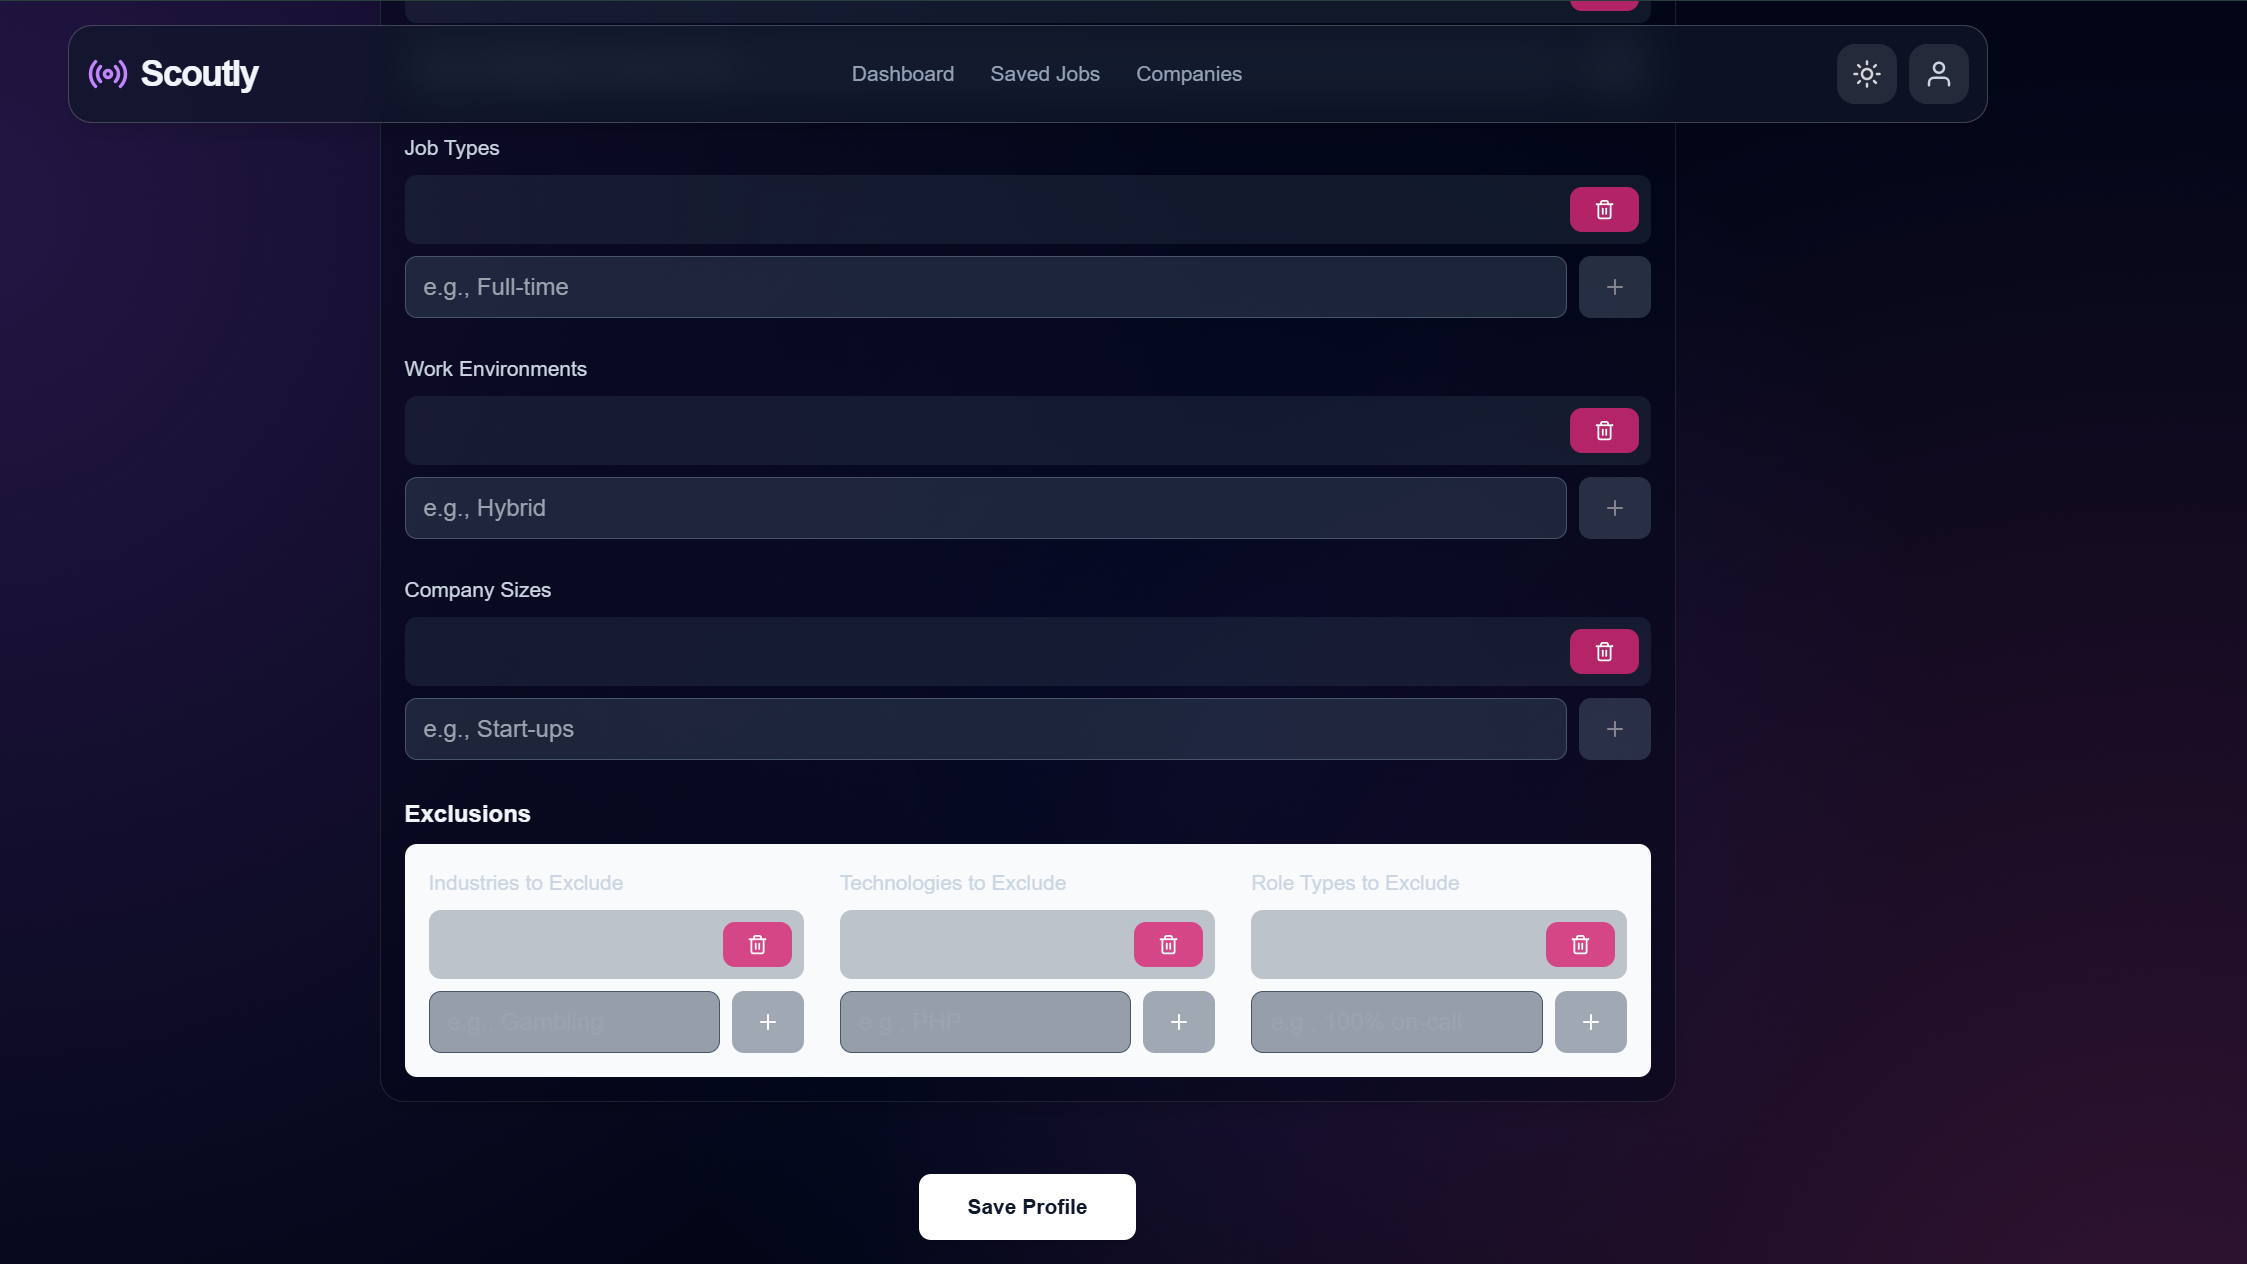 Scoutly
Dashboard
Saved Jobs
Companies
Job Types
e.g., Full-time
Work Environments
e.g., Hybrid
Company Sizes
e.g., Start-ups
Exclusions
Industries to Exclude
Technologies to Exclude
Role Types to Exclude
e.g., Gambling
e.g., PHP
e.g., 100% on-call
Save Profile